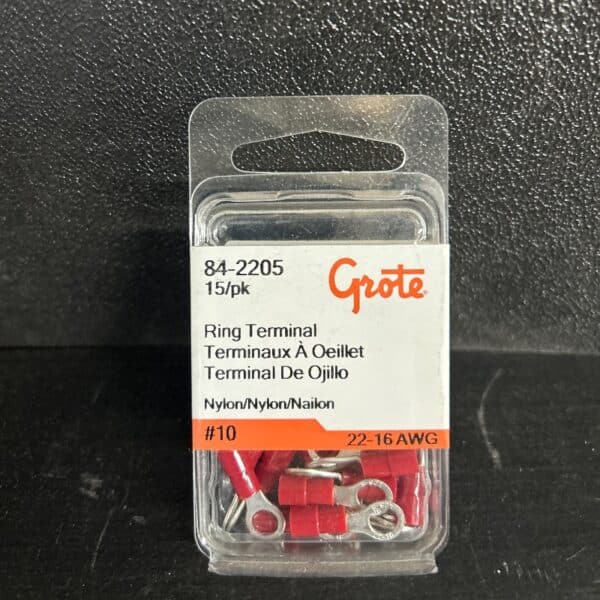 84-2205
15/pk
Grote
Ring Terminal
Terminaux À Oeillet
Terminal De Ojillo
Nylon/Nylon/Nailon
#10
22-16 AWG